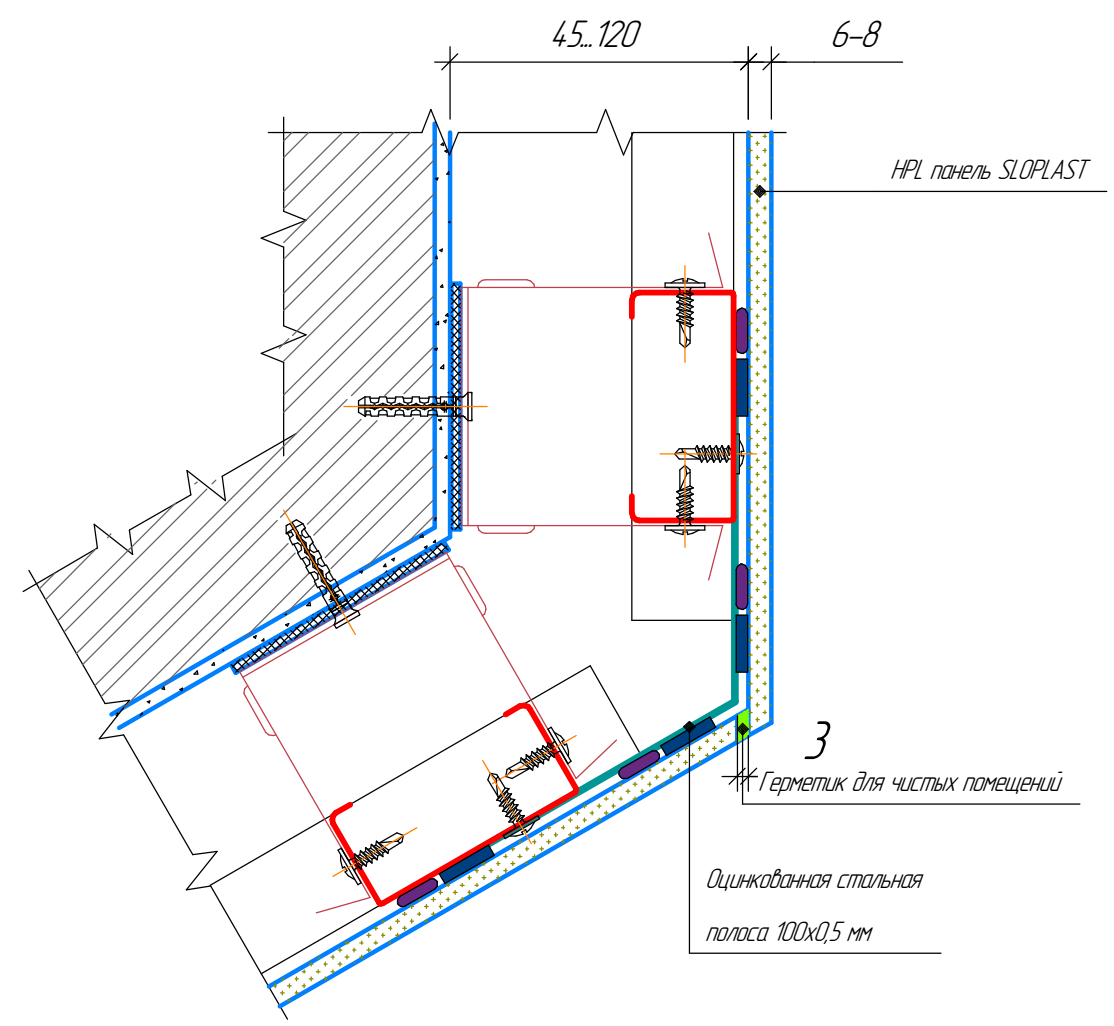 45...120
6-8
HPL панель SLOPLAST
3
Герметик для чистых помещений
Оцинкованная стальная
полоса 100х0,5 мм